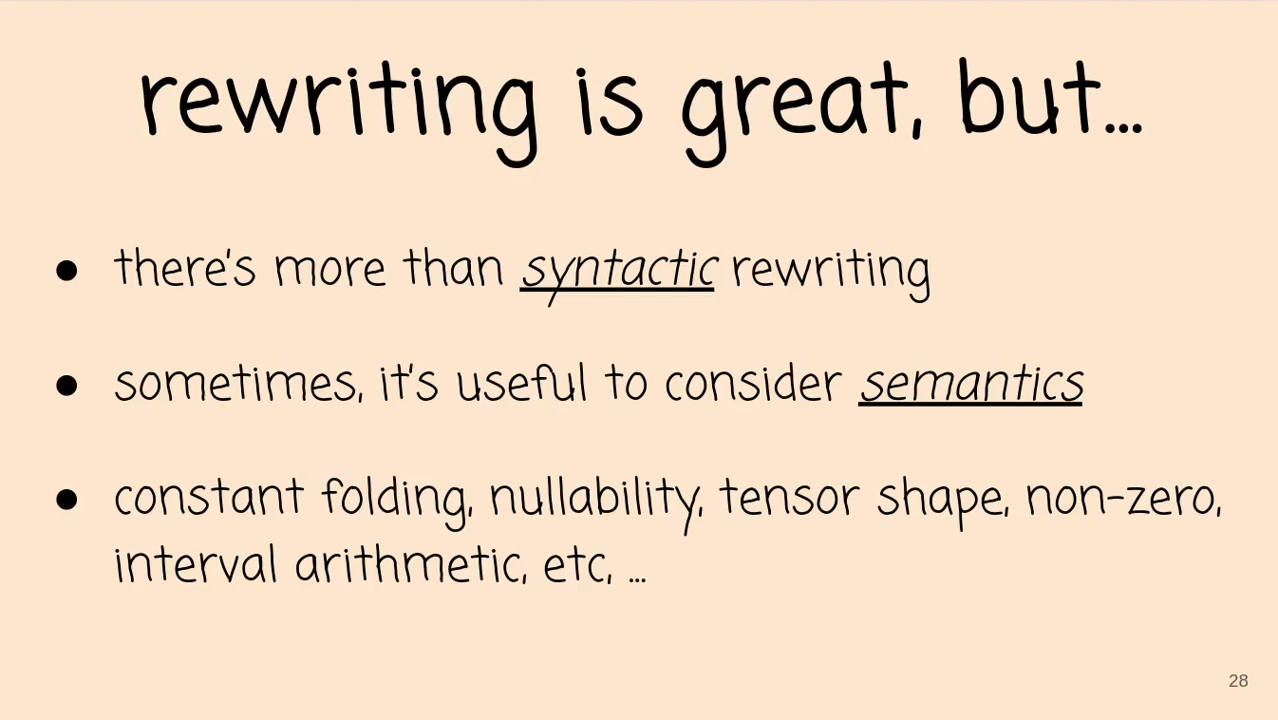 rewriting is great, but...
● there's more than syntactic rewriting
● sometimes, it's useful to consider semantics
● constant folding, nullability, tensor shape, non-zero,
interval arithmetic, etc, ...
28